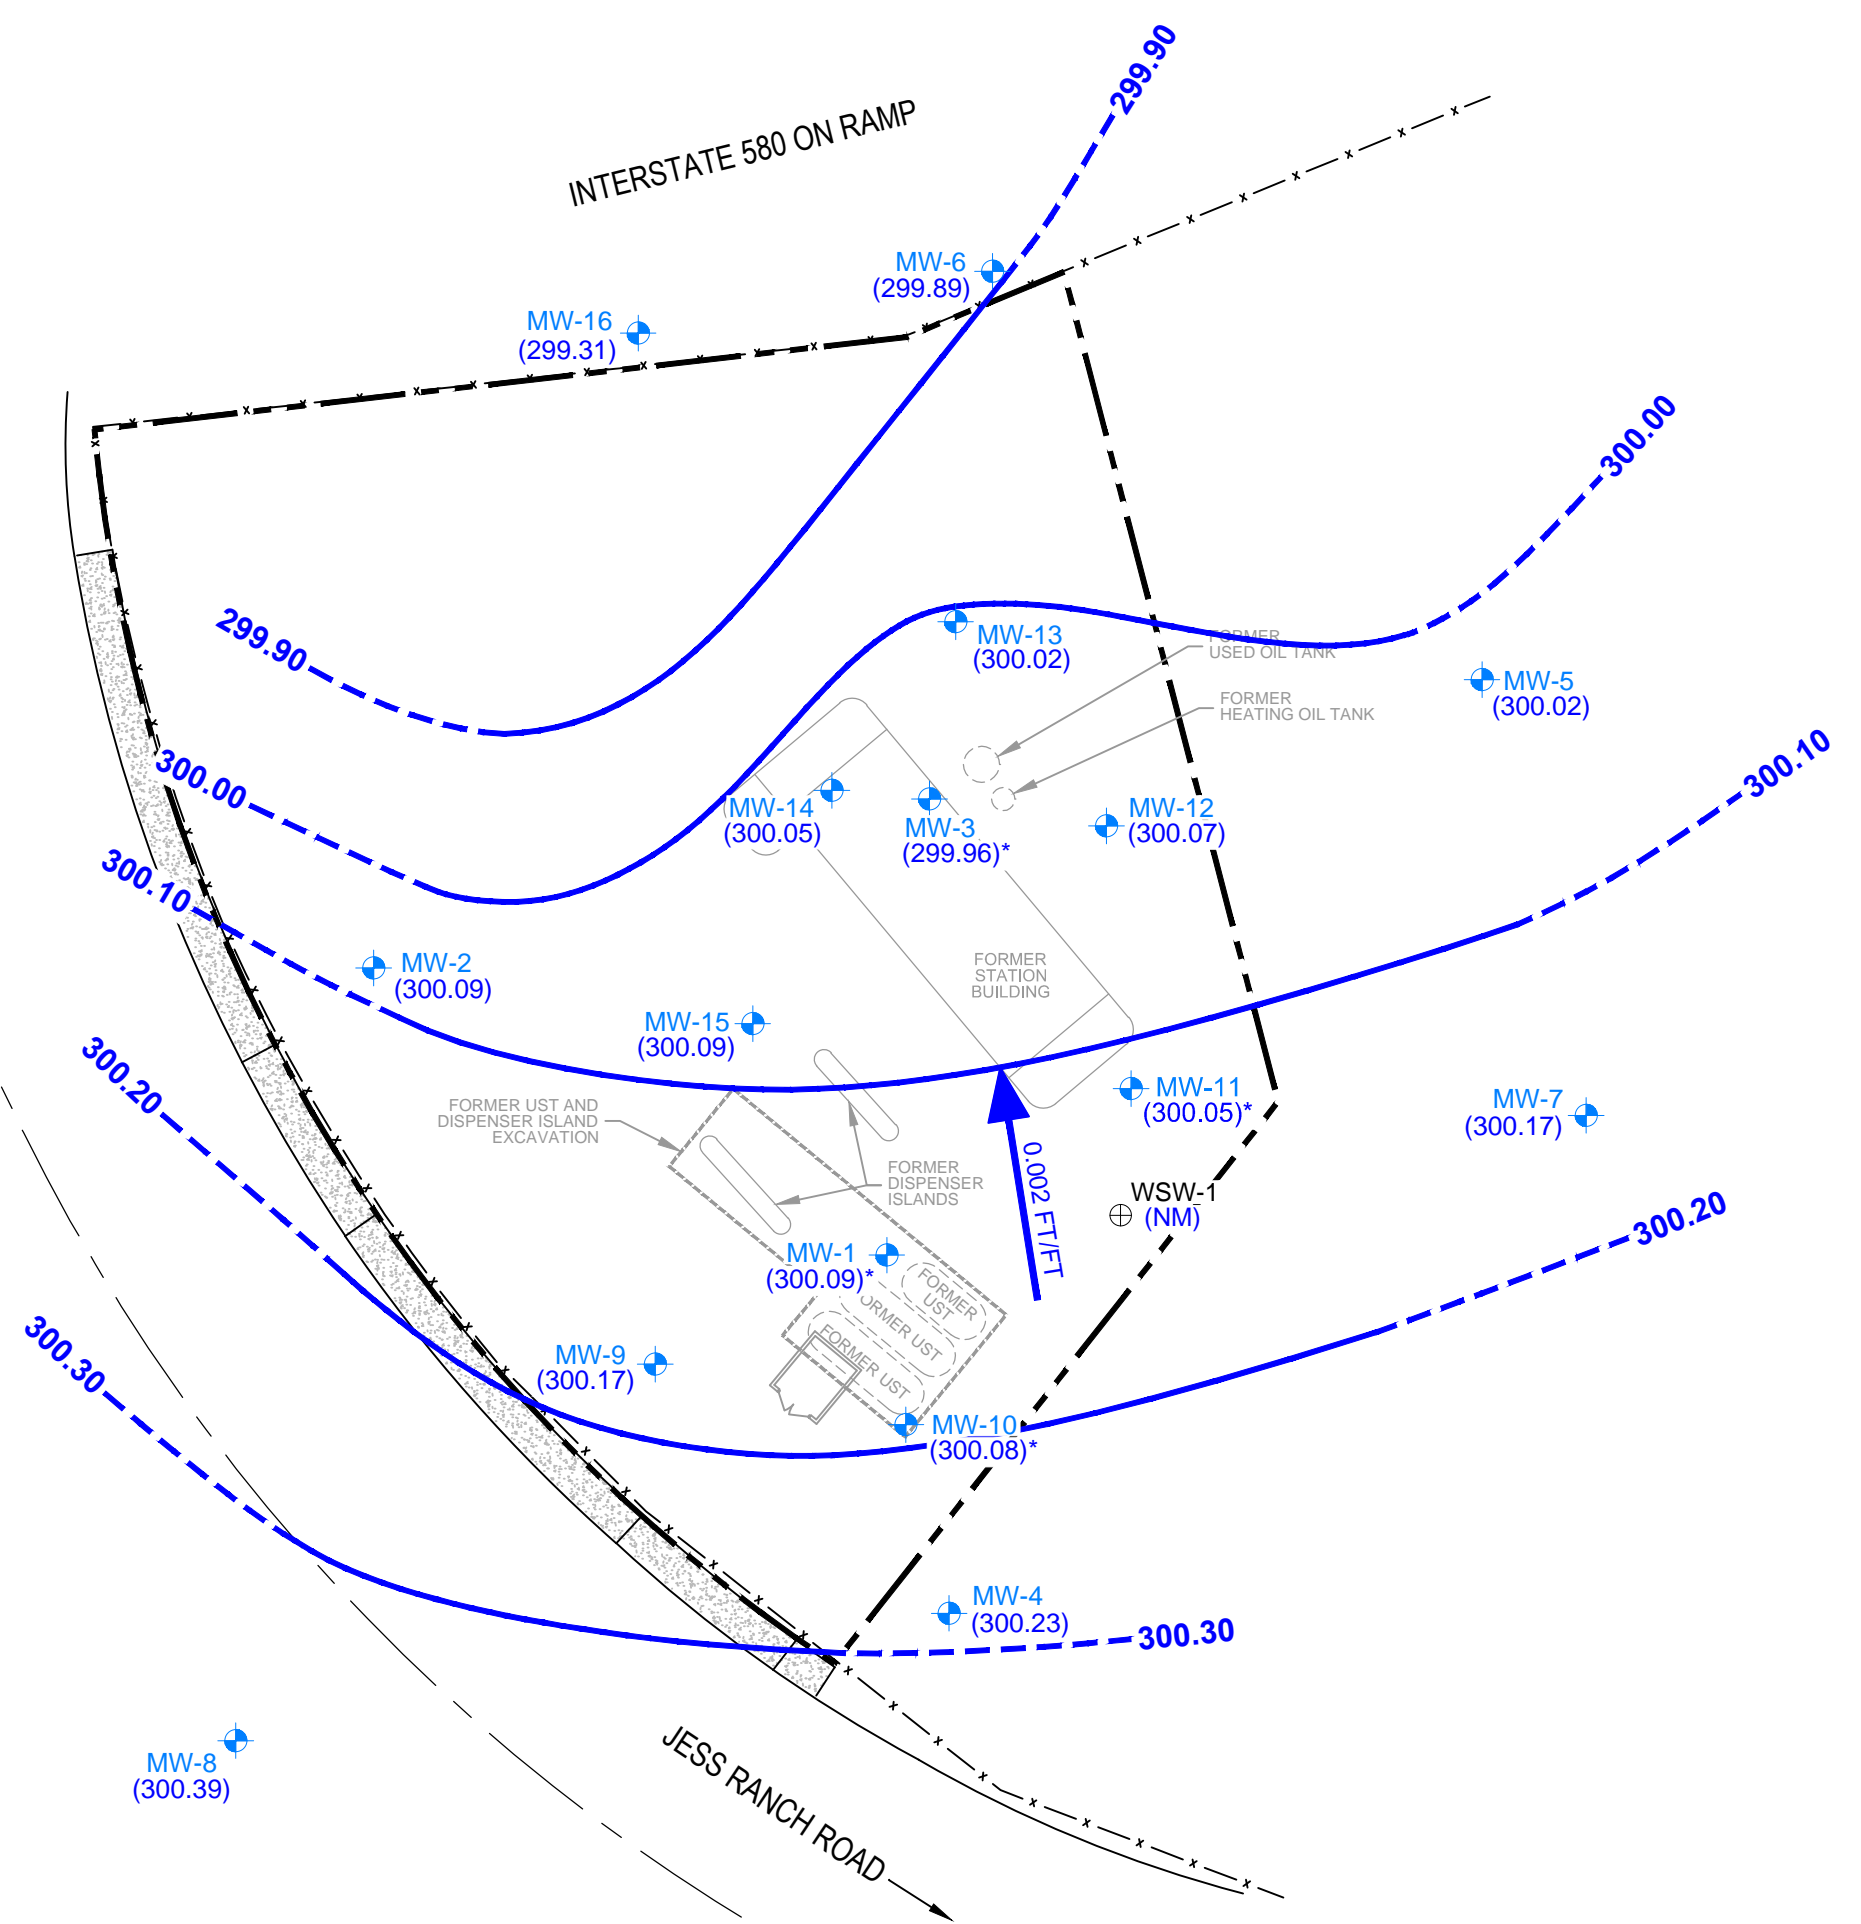 299.90
INTERSTATE 580 ON RAMP
MW-6
(299.89)
MW-16
(299.31)
300.00
299.90
MW-13
(300.02)
FORMER
USED OIL TANK
MW-5
(300.02)
FORMER
HEATING OIL TANK
300.10
300.00
MW-14
(300.05)
MW-3
(299.96)*
MW-12
(300.07)
300.10
MW-2
(300.09)
FORMER
STATION
BUILDING
MW-15
(300.09)
300.20
MW-11
(300.05)*
MW-7
(300.17)
FORMER UST AND
DISPENSER ISLAND
EXCAVATION
FORMER
DISPENSER
ISLANDS
0.002 FT/FT
WSW-1
(NM)
300.20
MW-1
(300.09)*
FORMER
UST
FORMER UST
FORMER UST
300.30
MW-9
(300.17)
MW-10
(300.08)*
MW-4
(300.23)
300.30
MW-8
(300.39)
JESS RANCH ROAD